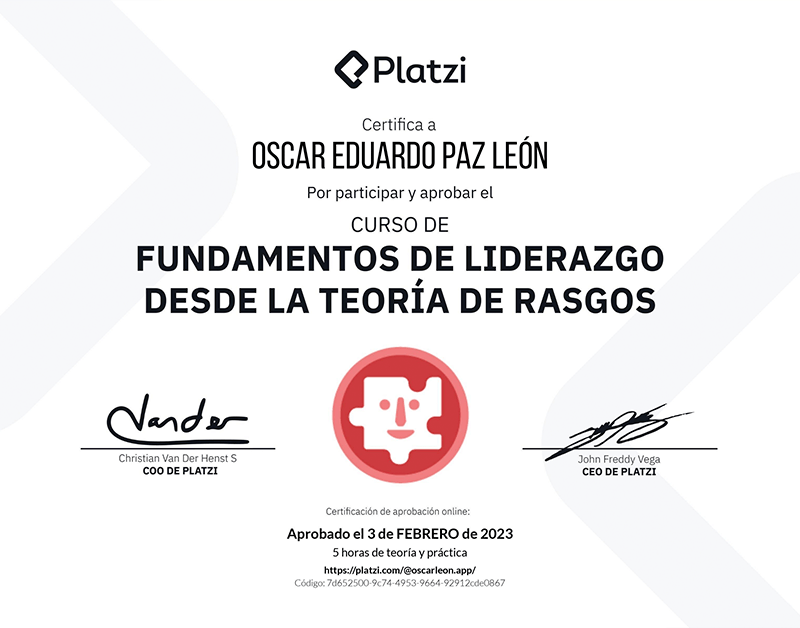 Platzi
Certifica a
OSCAR EDUARDO PAZ LEÓN
Por participar y aprobar el
CURSO DE
FUNDAMENTOS DE LIDERAZGO
DESDE LA TEORÍA DE RASGOS
Vander
Christian Van Der Henst S
COO DE PLATZI
John Freddy Vega
CEO DE PLATZI
Certificación de aprobación online:
Aprobado el 3 de FEBRERO de 2023
5 horas de teoría y práctica
https://platzi.com/@oscarleon.app/
Código: 7d652500-9c74-4953-9664-92912cde0867